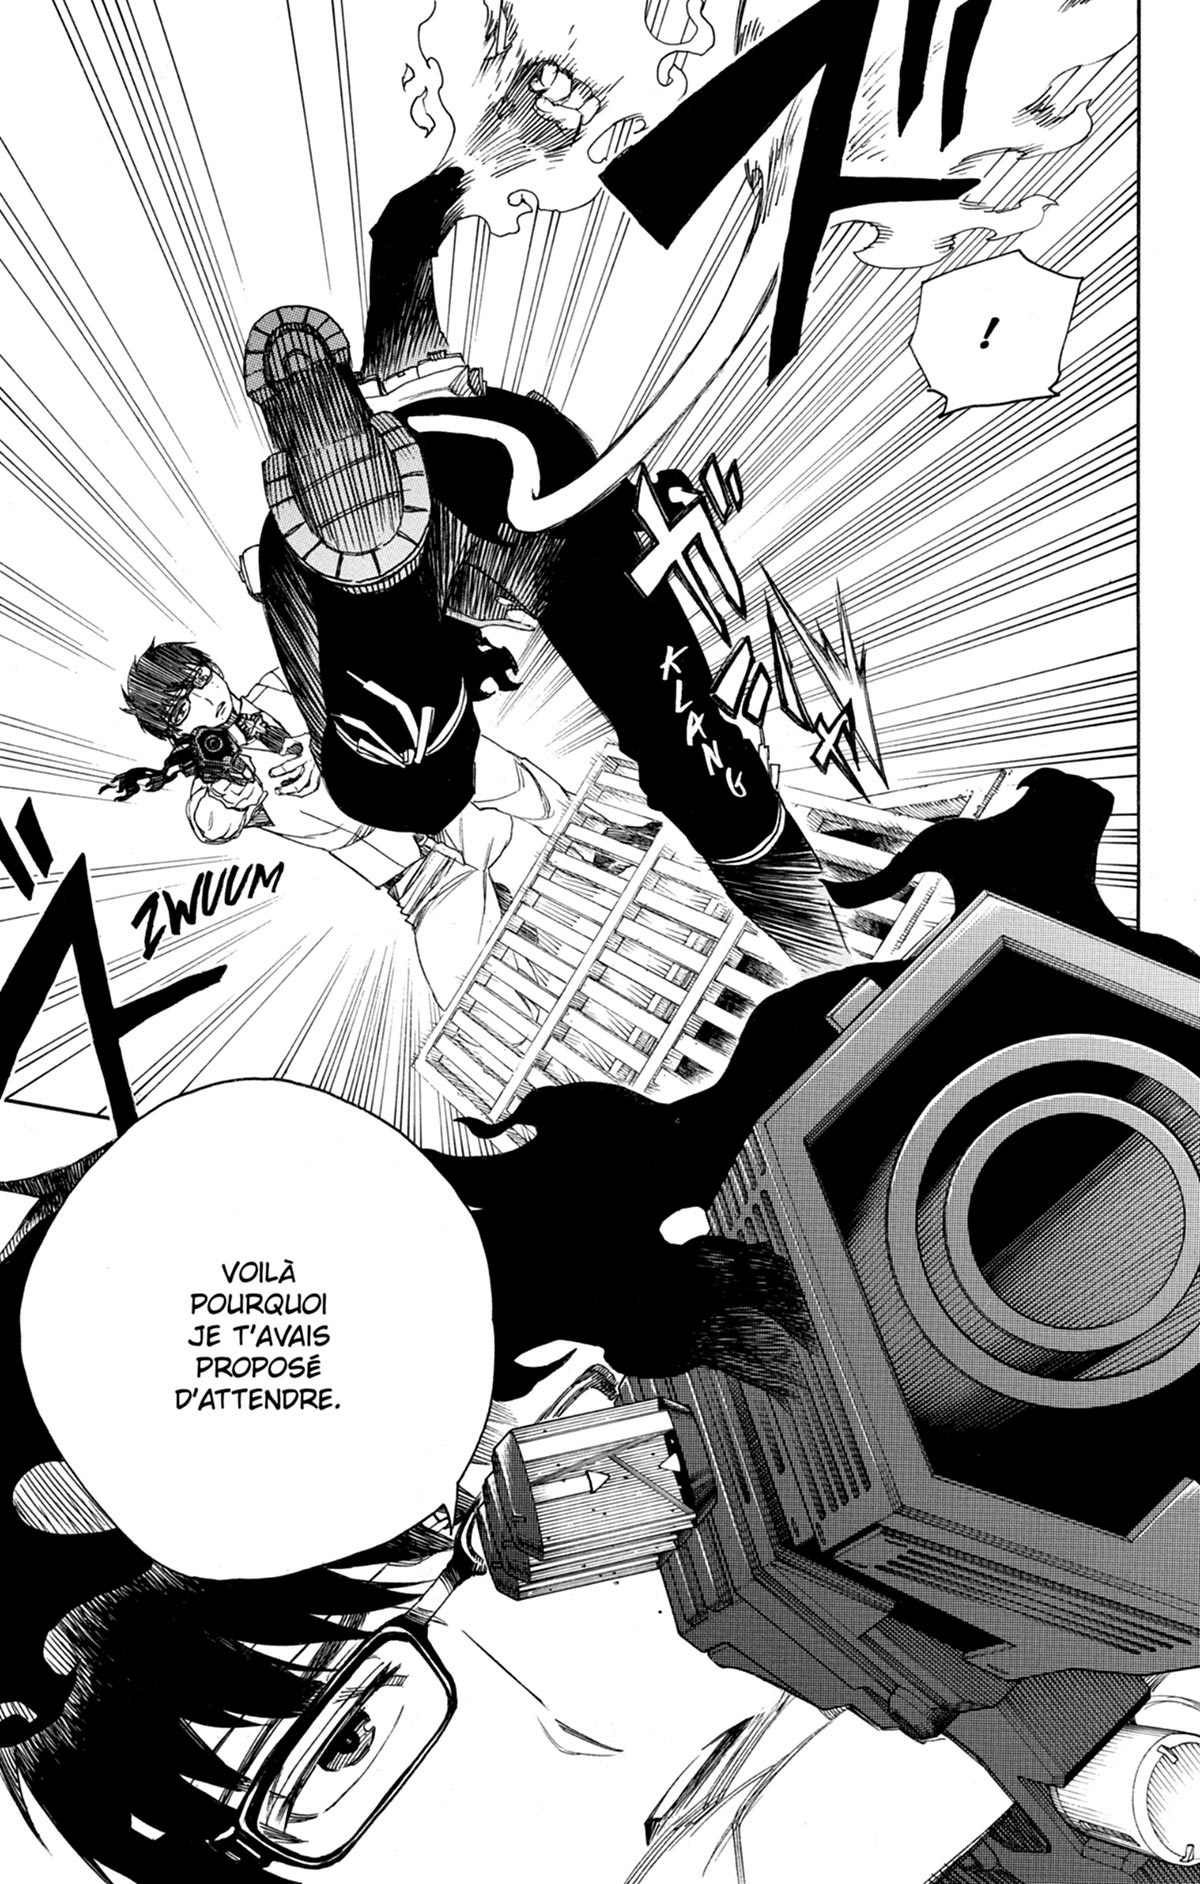 !
KLANG
ZWUUM
VOILÀ
POURQUOI
JE T'AVAIS
PROPOSÉ
D'ATTENDRE.